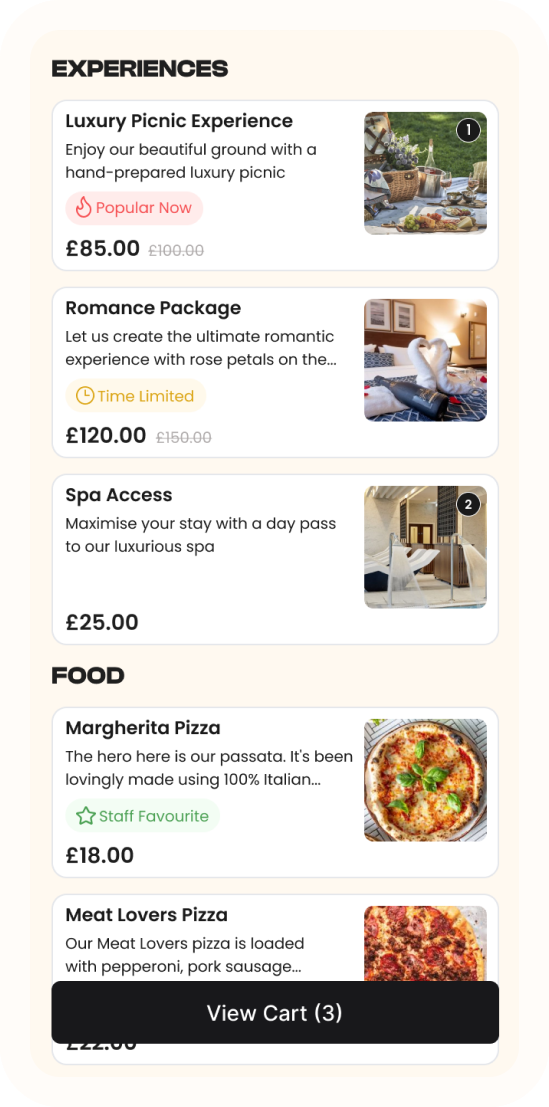 EXPERIENCES
Luxury Picnic Experience
1
Enjoy our beautiful ground with a
hand-prepared luxury picnic
Popular Now
£85.00 £100.00
Romance Package
Let us create the ultimate romantic
experience with rose petals on the...
Time Limited
£120.00 £150.00
Spa Access
2
Maximise your stay with a day pass
to our luxurious spa
£25.00
FOOD
Margherita Pizza
The hero here is our passata. It's been
lovingly made using 100% Italian...
Staff Favourite
£18.00
Meat Lovers Pizza
Our Meat Lovers pizza is loaded
with pepperoni, pork sausage...
View Cart (3)
£22.00